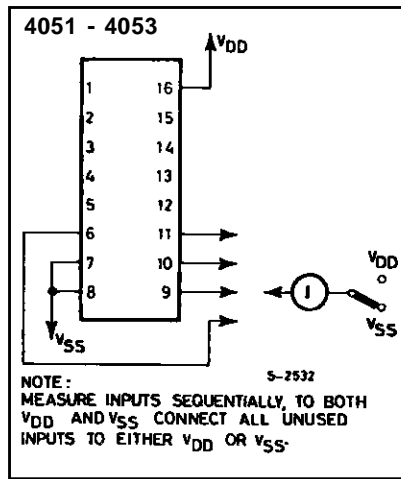 4051 - 4053
VDD
1 16
2 15
3 14
4 13
5 12
6 11
7 10
8 9
VDD
I
VSS
VSS
S-2532
NOTE:
MEASURE INPUTS SEQUENTIALLY, TO BOTH
VDD AND VSS CONNECT ALL UNUSED
INPUTS TO EITHER VDD OR VSS.